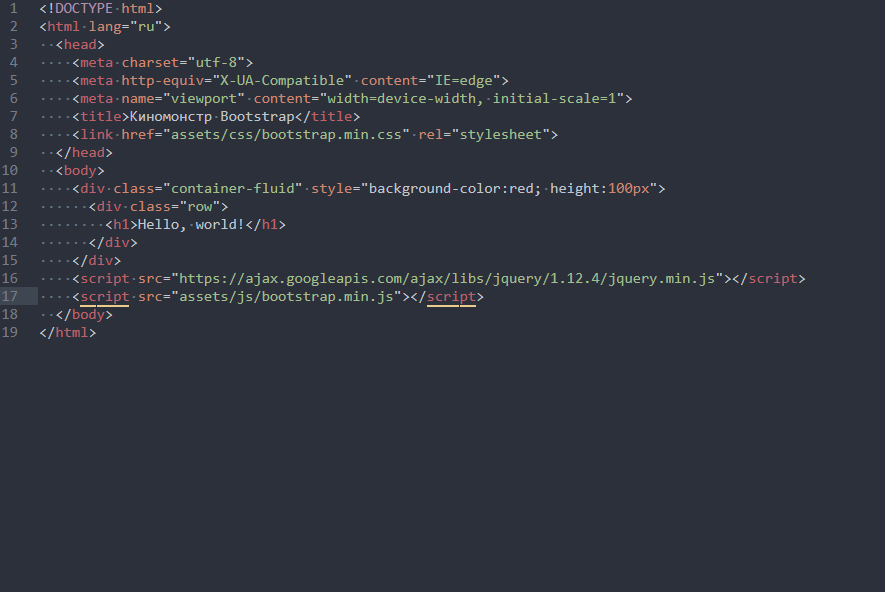 1 <!DOCTYPE html>
2 <html lang="ru">
3 ··<head>
4 ····<meta charset="utf-8">
5 ····<meta http-equiv="X-UA-Compatible" content="IE=edge">
6 ····<meta name="viewport" content="width=device-width, initial-scale=1">
7 ····<title>Киномонстр Bootstrap</title>
8 ····<link href="assets/css/bootstrap.min.css" rel="stylesheet">
9 ··</head>
10 ··<body>
11 ····<div class="container-fluid" style="background-color:red; height:100px">
12 ······<div class="row">
13 ········<h1>Hello, world!</h1>
14 ······</div>
15 ····</div>
16 ····<script src="https://ajax.googleapis.com/ajax/libs/jquery/1.12.4/jquery.min.js"></script>
17 ····<script src="assets/js/bootstrap.min.js"></script>
18 ··</body>
19 </html>